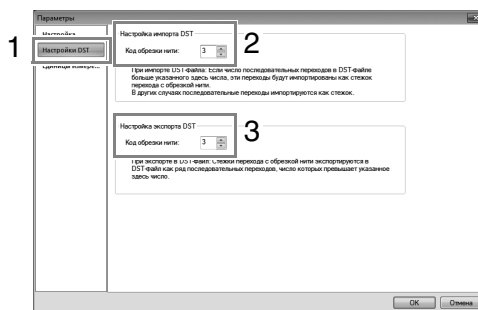 Параметры
Настройка
1
Настройки DST
Единица измере...
Настройка импорта DST
Код обрезки нити: 3
2
При импорте DST-файла: Если число последовательных переходов в DST-файле
больше указанного здесь числа, эти переходы будут импортированы как стежок
перехода с обрезкой нити.
В других случаях последовательные переходы импортируются как стежок.
Настройка экспорта DST
Код обрезки нити: 3
3
При экспорте в DST-файл: Стежки перехода с обрезкой нити экспортируются в
DST-файл как ряд последовательных переходов, число которых превышает указанное
здесь число.
OK
Отмена